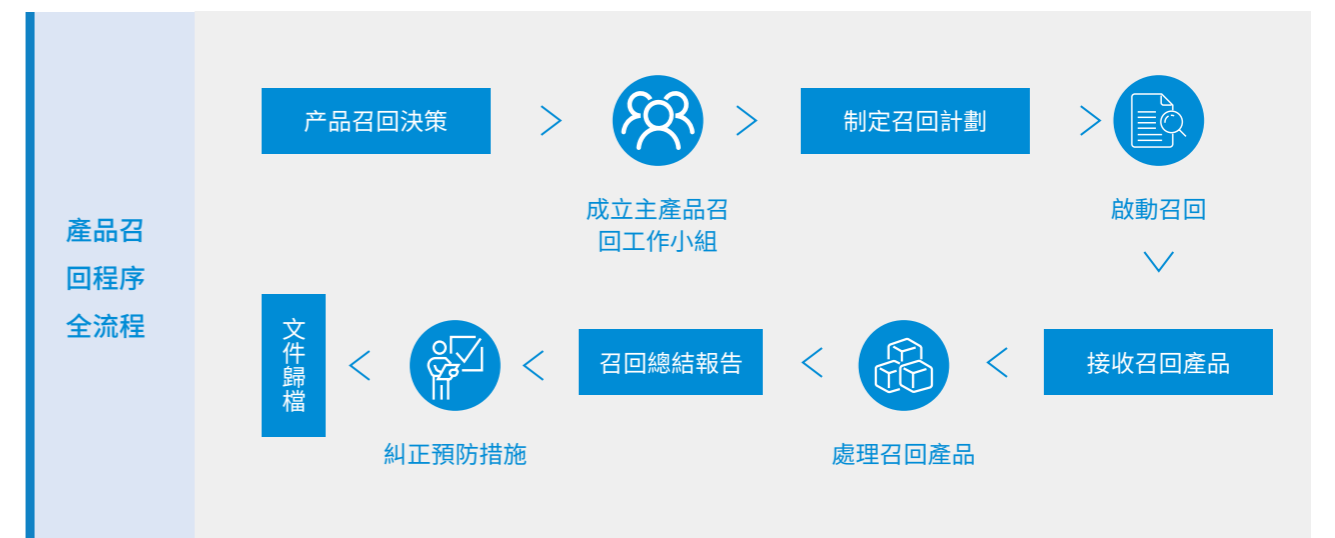 產品召
回程序
全流程
产品召回決策
成立主產品召
回工作小組
制定召回計劃
啟動召回
接收召回產品
處理召回產品
召回總結報告
糾正預防措施
文件歸檔